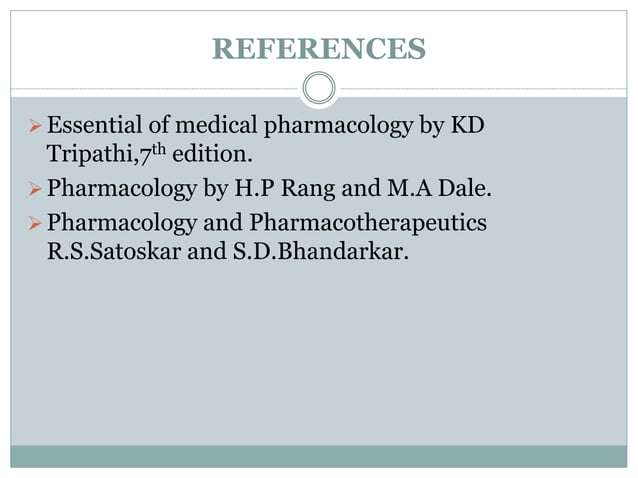 REFERENCES
Essential of medical pharmacology by KD
Tripathi,7th edition.
Pharmacology by H.P Rang and M.A Dale.
Pharmacology and Pharmacotherapeutics
R.S.Satoskar and S.D.Bhandarkar.